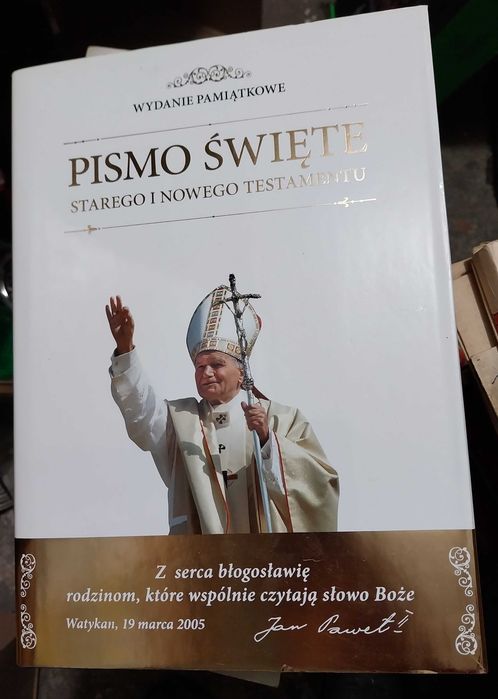 WYDANIE PAMIĄTKOWE
PISMO ŚWIĘTE
STAREGO I NOWEGO TESTAMENTU
Z serca błogosławię
rodzinom, które wspólnie czytają słowo Boże
Watykan, 19 marca 2005
Jan Paweł II